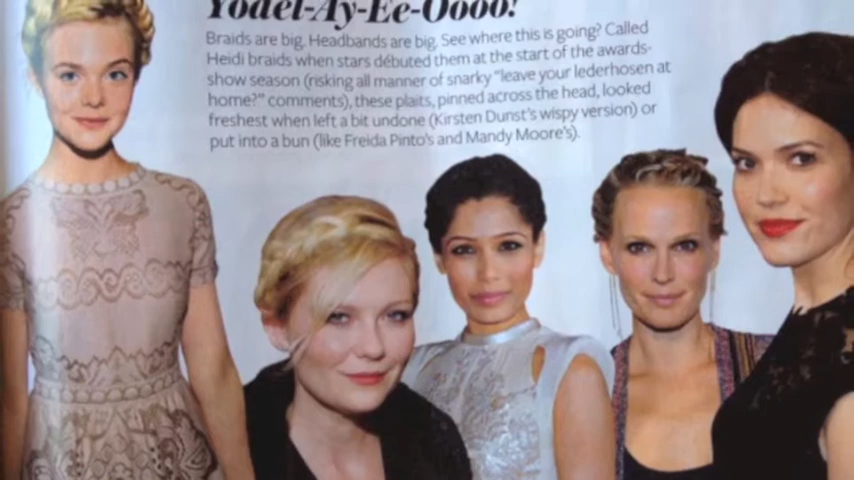 Yodel-Ay-Ee-Oooo!
Braids are big. Headbands are big. See where this is going? Called
Heidi braids when stars débuted them at the start of the awards-
show season (risking all manner of snarky "leave your lederhosen at
home?" comments), these plaits, pinned across the head, looked
freshest when left a bit undone (Kirsten Dunst's wispy version) or
put into a bun (like Freida Pinto's and Mandy Moore's).